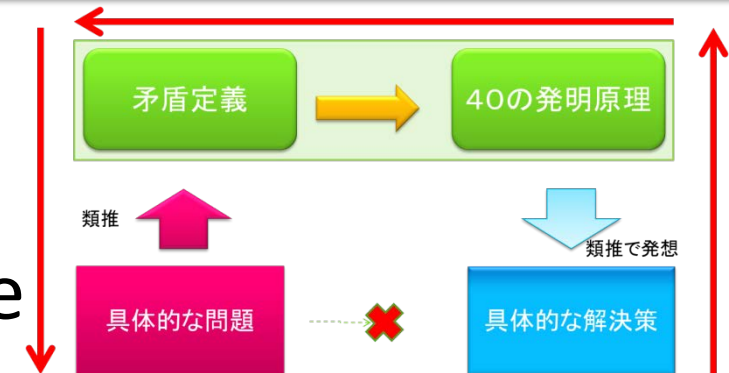 矛盾定義
40の発明原理
類推
類推で発想
e
具体的な問題
具体的な解決策